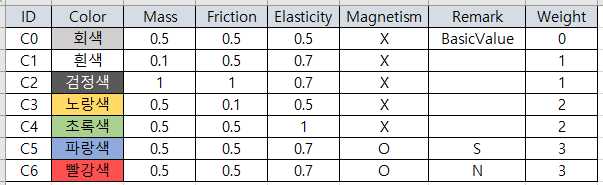 ID Color Mass Friction Elasticity Magnetism Remark Weight
C0 회색 0.5 0.5 0.5 X BasicValue 0
C1 흰색 0.1 0.5 0.7 X 1
C2 검정색 1 1 0.7 X 1
C3 노랑색 0.5 0.1 0.5 X 2
C4 초록색 0.5 0.5 1 X 2
C5 파랑색 0.5 0.5 0.7 O S 3
C6 빨강색 0.5 0.5 0.7 O N 3